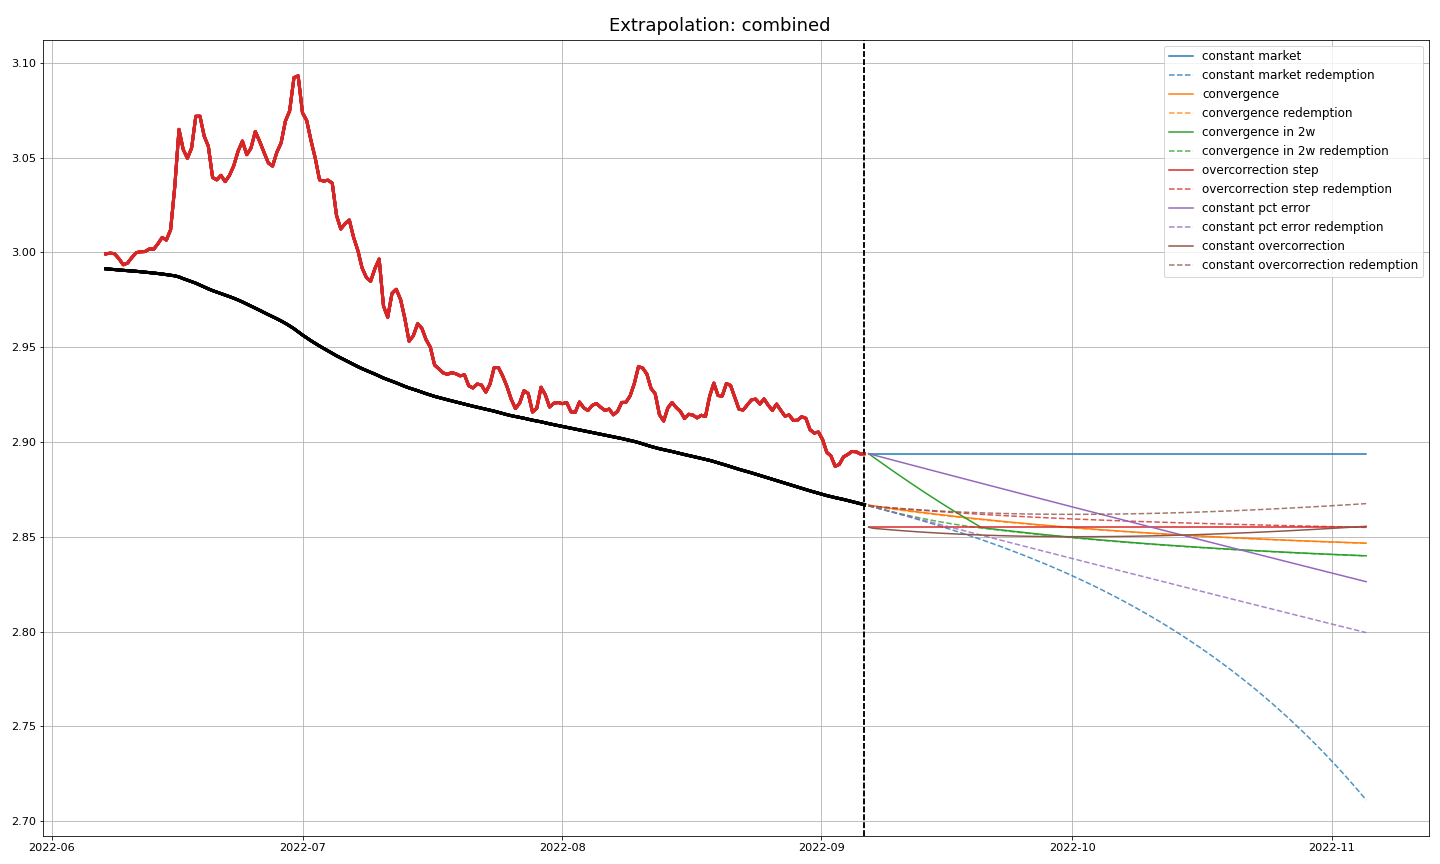 Extrapolation: combined
3.10
3.05
3.00
2.95
2.90
2.85
2.80
2.75
2.70
constant market
constant market redemption
convergence
convergence redemption
convergence in 2w
convergence in 2w redemption
overcorrection step
overcorrection step redemption
constant pct error
constant pct error redemption
constant overcorrection
constant overcorrection redemption
2022-06
2022-07
2022-08
2022-09
2022-10
2022-11